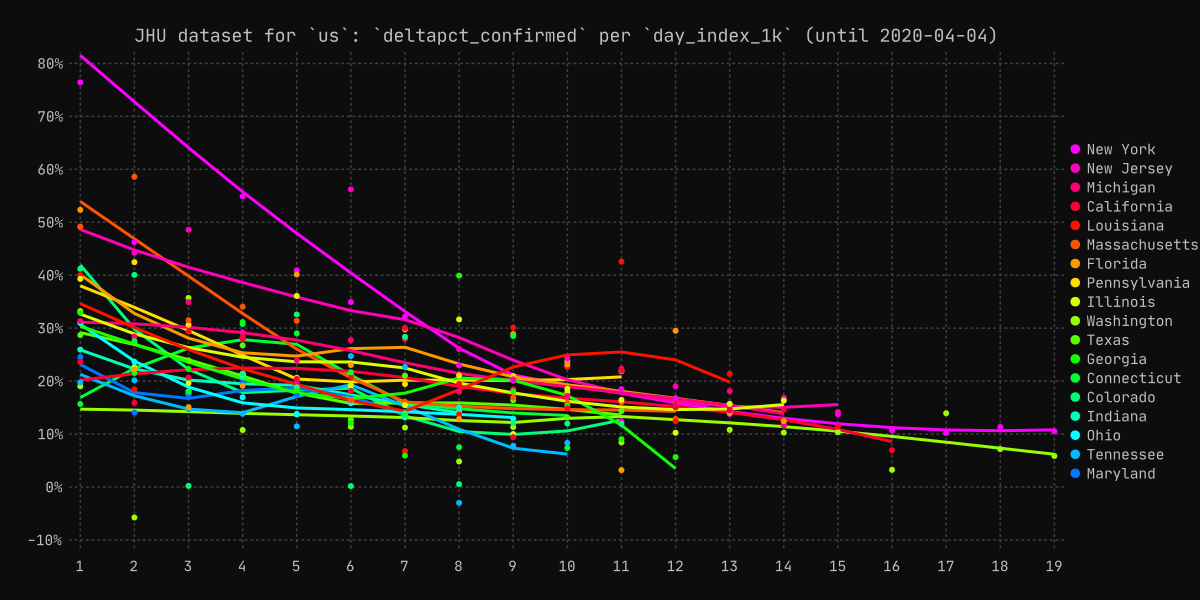 JHU dataset for `us`: `deltapct_confirmed` per `day_index_1k` (until 2020-04-04)
80%
70%
60%
50%
40%
30%
20%
10%
0%
-10%
1 2 3 4 5 6 7 8 9 10 11 12 13 14 15 16 17 18 19
New York
New Jersey
Michigan
California
Louisiana
Massachusetts
Florida
Pennsylvania
Illinois
Washington
Texas
Georgia
Connecticut
Colorado
Indiana
Ohio
Tennessee
Maryland